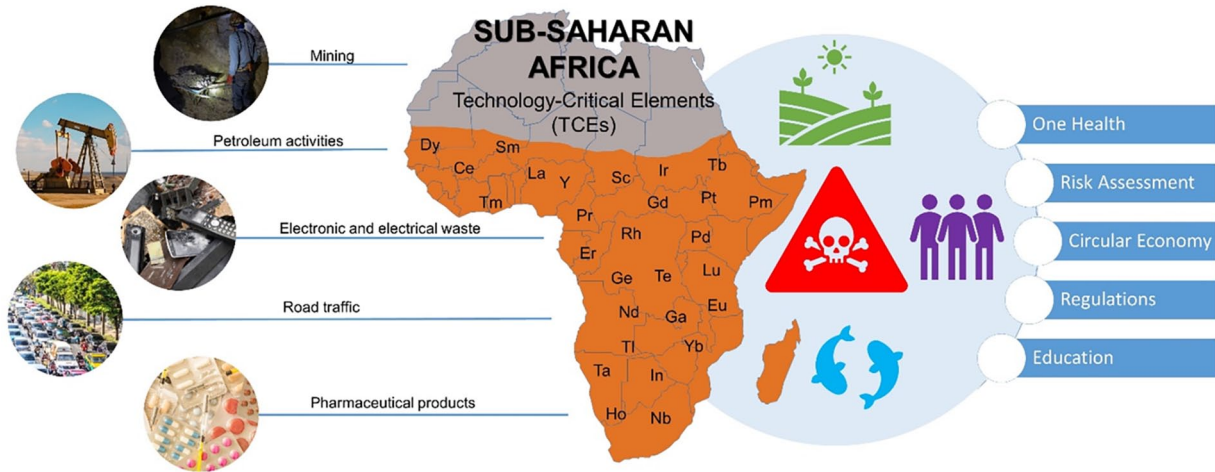 SUB-SAHARAN
AFRICA
Technology-Critical Elements
(TCEs)
Mining
Petroleum activities
Electronic and electrical waste
Road traffic
Pharmaceutical products
Dy
Sm
Ce
La
Y
Sc
Ir
Tb
Tm
Pr
Gd
Pt
Pm
Rh
Pd
Er
Ge
Te
Lu
Nd
Ga
Eu
Tl
Yb
Ta
In
Ho
Nb
One Health
Risk Assessment
Circular Economy
Regulations
Education